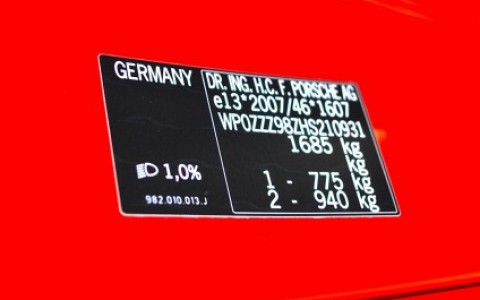 GERMANY
DR. ING. H.C. F. PORSCHE AG
e13*2007/46*1607
WP0ZZZ98ZHS210931
1685 kg
kg
1 - 775 kg
2 - 940 kg
1,0%
982.010.013.J